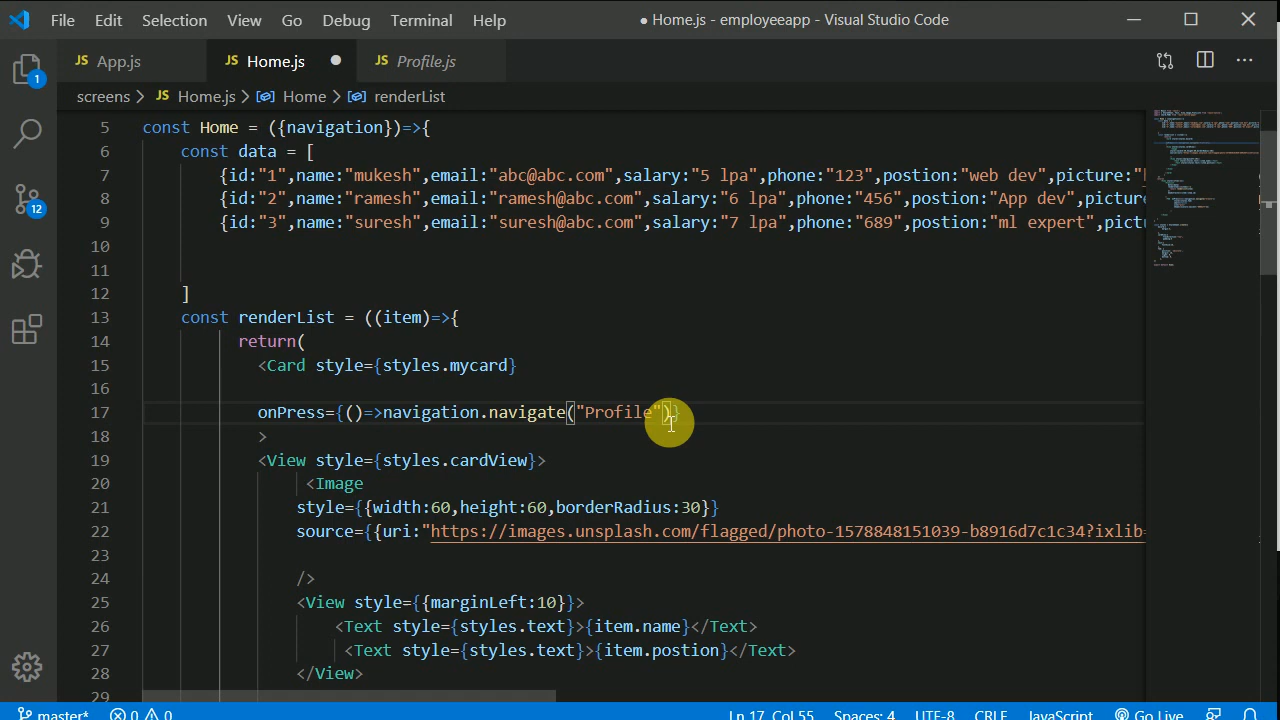 File Edit Selection View Go Debug Terminal Help ● Home.js - employeeapp - Visual Studio Code
JS App.js JS Home.js JS Profile.js
screens > JS Home.js > Home > renderList
1
12
5 const Home = ({navigation})=>{
6 const data = [
7 {id:"1",name:"mukesh",email:"abc@abc.com",salary:"5 lpa",phone:"123",postion:"web dev",picture:"
8 {id:"2",name:"ramesh",email:"ramesh@abc.com",salary:"6 lpa",phone:"456",postion:"App dev",picture
9 {id:"3",name:"suresh",email:"suresh@abc.com",salary:"7 lpa",phone:"689",postion:"ml expert",pict
10
11
12 ]
13 const renderList = ((item)=>{
14 return(
15 <Card style={styles.mycard}
16
17 onPress={()=>navigation.navigate("Profile")}
18 >
19 <View style={styles.cardView}>
20 <Image
21 style={{width:60,height:60,borderRadius:30}}
22 source={{uri:"https://images.unsplash.com/flagged/photo-1578848151039-b8916d7c1c34?ixlib=
23
24 />
25 <View style={{marginLeft:10}}>
26 <Text style={styles.text}>{item.name}</Text>
27 <Text style={styles.text}>{item.postion}</Text>
28 </View>
29
master* 0 0 Ln 17, Col 55 Spaces: 4 UTF-8 CRLF JavaScript Go Live